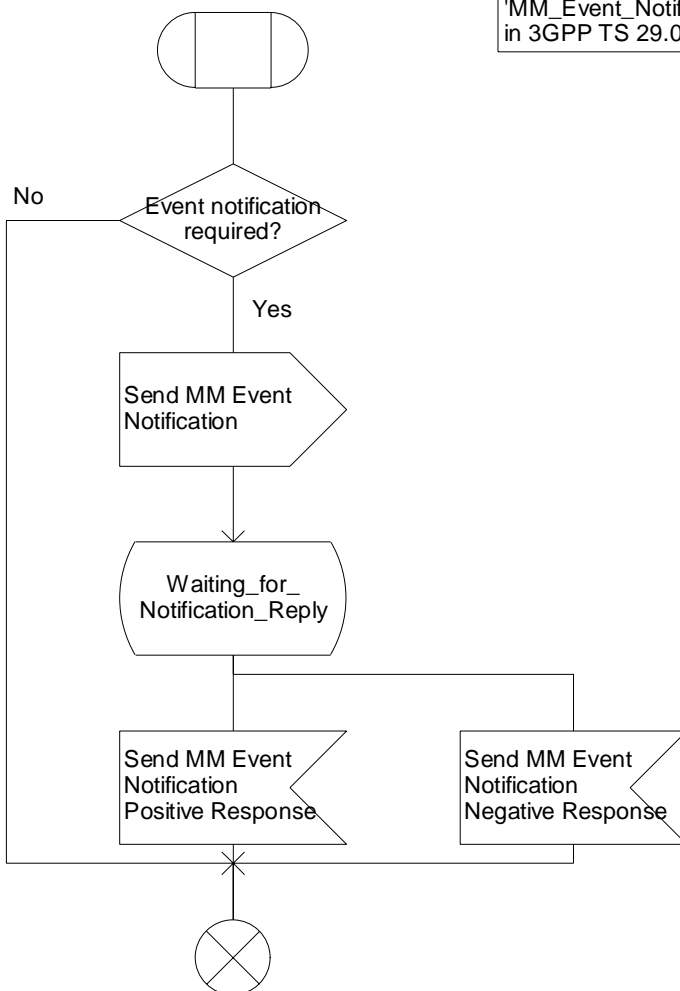 'MM_Event_Notif
in 3GPP TS 29.0
No
Event notification
required?
Yes
Send MM Event
Notification
Waiting_for_
Notification_Reply
Send MM Event
Notification
Positive Response
Send MM Event
Notification
Negative Response